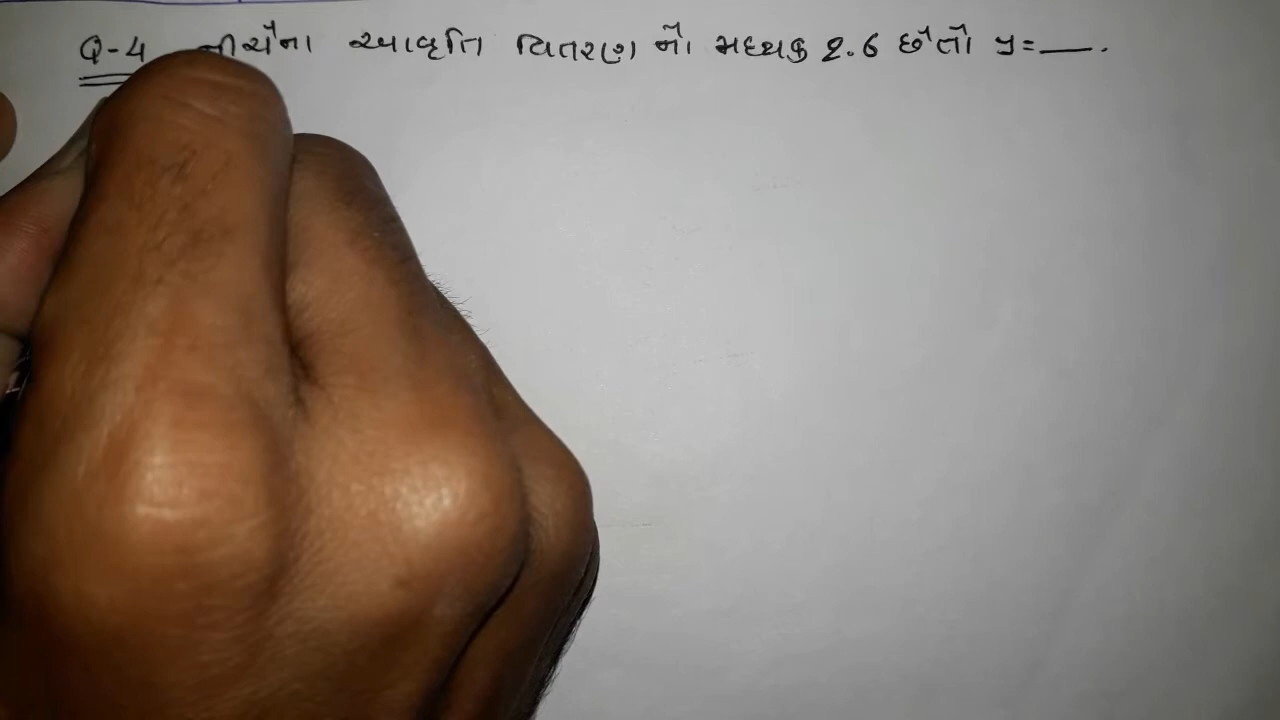 Q-4 નીચેના આવૃતિ વિતરણ નો મધ્યક 2.6 છેતો y=___.